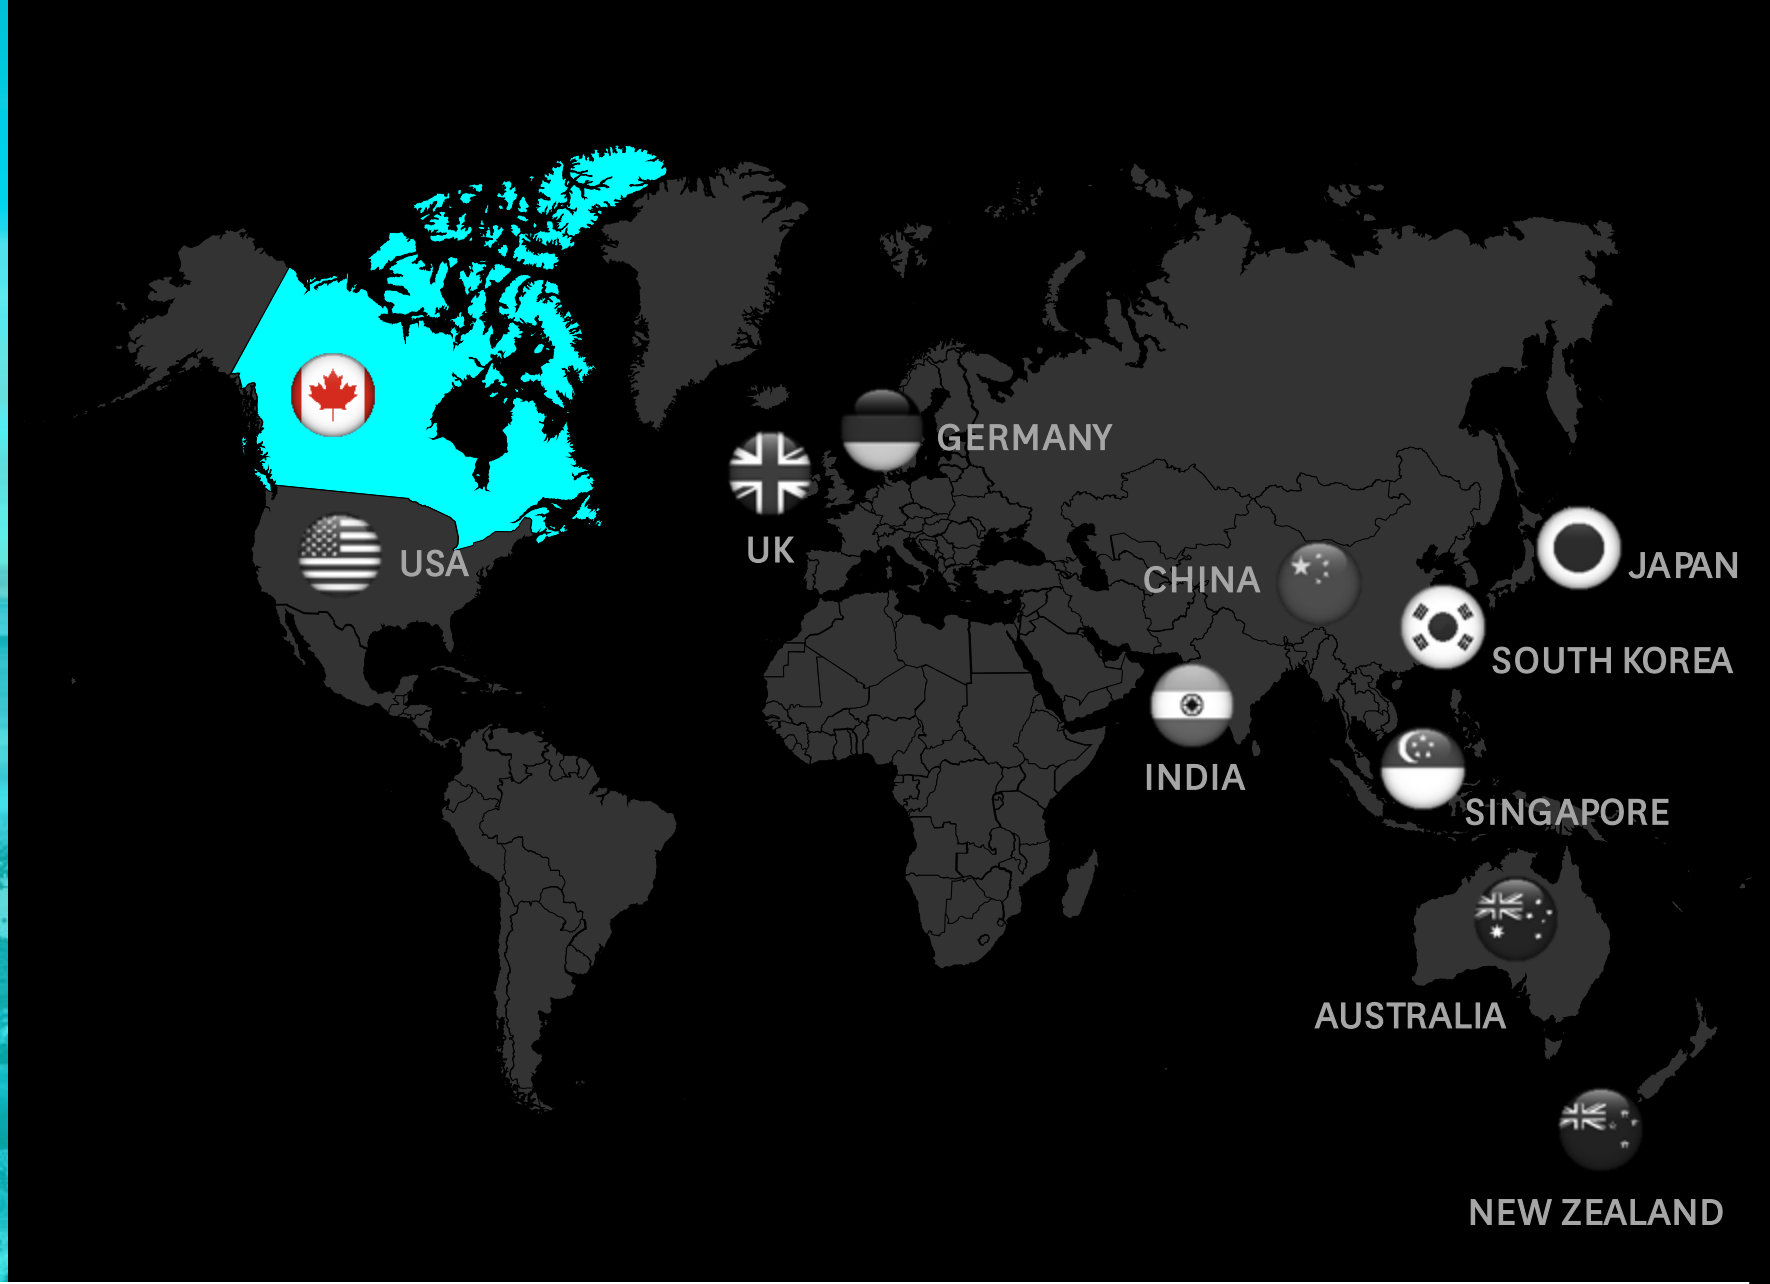 GERMANY
UK
USA
CHINA
JAPAN
SOUTH KOREA
INDIA
SINGAPORE
AUSTRALIA
NEW ZEALAND